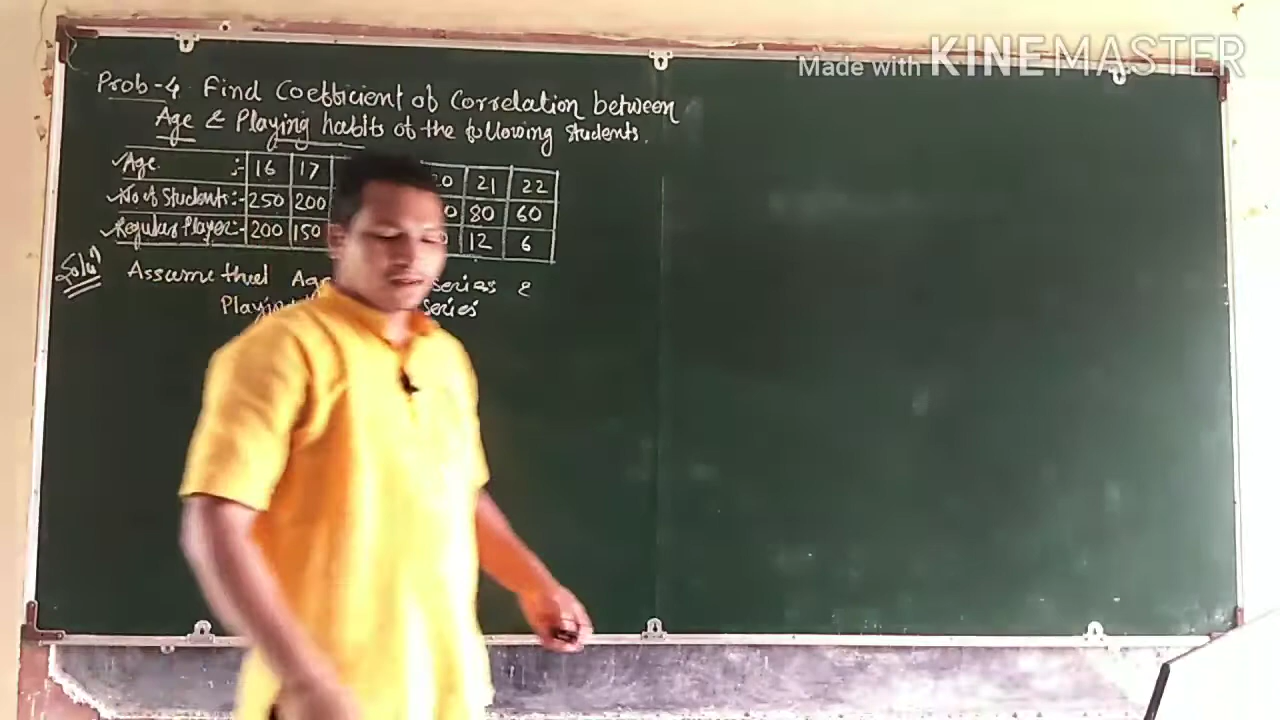 Made with KINEMASTER
Prob-4 Find Coefficient of Correlation between
Age & Playing habits of the following students.
Age :- 16 17 20 21 22
No of Students:- 250 200 80 60
Regular Player:- 200 150 12 6
Soln Assume that series &
series